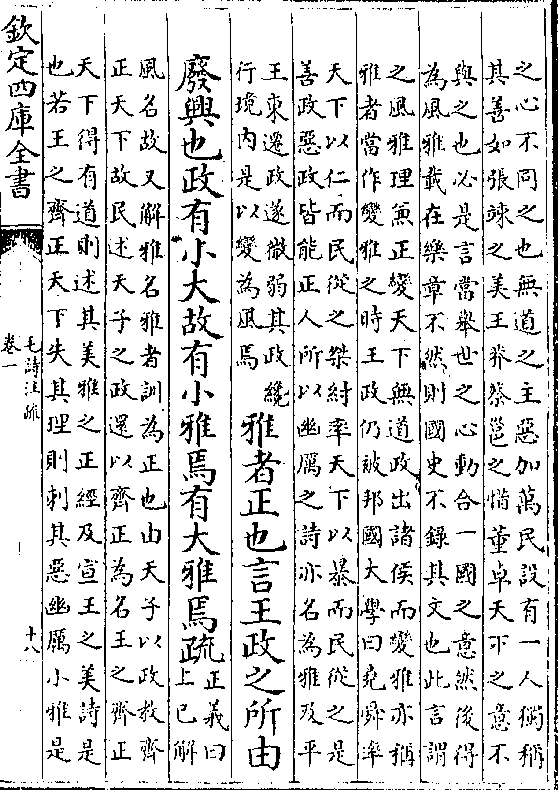 之心不同之也無道之主惡加萬民設有一人獨稱
其善如張竦之美王莽蔡邕之惜董卓天下之意不
與之也必是言當舉世之心動合一國之意然後得
為風雅載在樂章不然則國史不錄其文也此言謂
之風雅理兼正變天下無道政出諸侯而變雅亦稱
雅者當作變雅之時王政仍被邦國大學曰堯舜率
天下以仁而民從之桀紂率天下以暴而民從之是
善政惡政皆能正人所以幽厲之詩亦名為雅及平
王東遷政遂微弱其政纔
行境內是以變為風焉
雅者正也言王政之所由
廢興也政有小大故有小雅焉有大雅焉疏
正義曰
上已解
風名故又解雅名雅者訓為正也由天子以政教齊
正天下故民述天子之政還以齊正為名王之齊正
天下得有道則述其美雅之正經及宣王之美詩是
也若王之齊正天下失其理則刺其惡幽厲小雅是
欽定四庫全書
毛詩注疏
卷一
十八